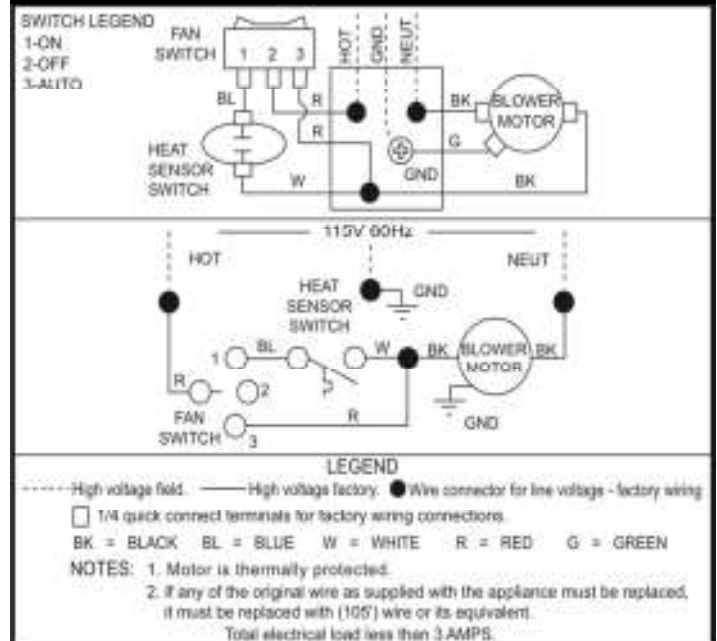 SWITCH LEGEND
1-ON
2-OFF
3-AUTO
FAN
SWITCH
1 2 3
HOT
GND
NEUT
BL
R
R
BK
BLOWER
MOTOR
G
HEAT
SENSOR
SWITCH
W
GND
BK
115V 60Hz
HOT
NEUT
HEAT
SENSOR
SWITCH
GND
1
BL
W
BK
BLOWER
MOTOR
BK
R
2
FAN
SWITCH
3
R
GND
LEGEND
High voltage field. High voltage factory. Wire connector for line voltage - factory wiring
1/4 quick connect terminals for factory wiring connections.
BK = BLACK BL = BLUE W = WHITE R = RED G = GREEN
NOTES: 1. Motor is thermally protected.
2. If any of the original wire as supplied with the appliance must be replaced,
it must be replaced with (105') wire or its equivalent.
Total electrical load less than 3 AMPS.